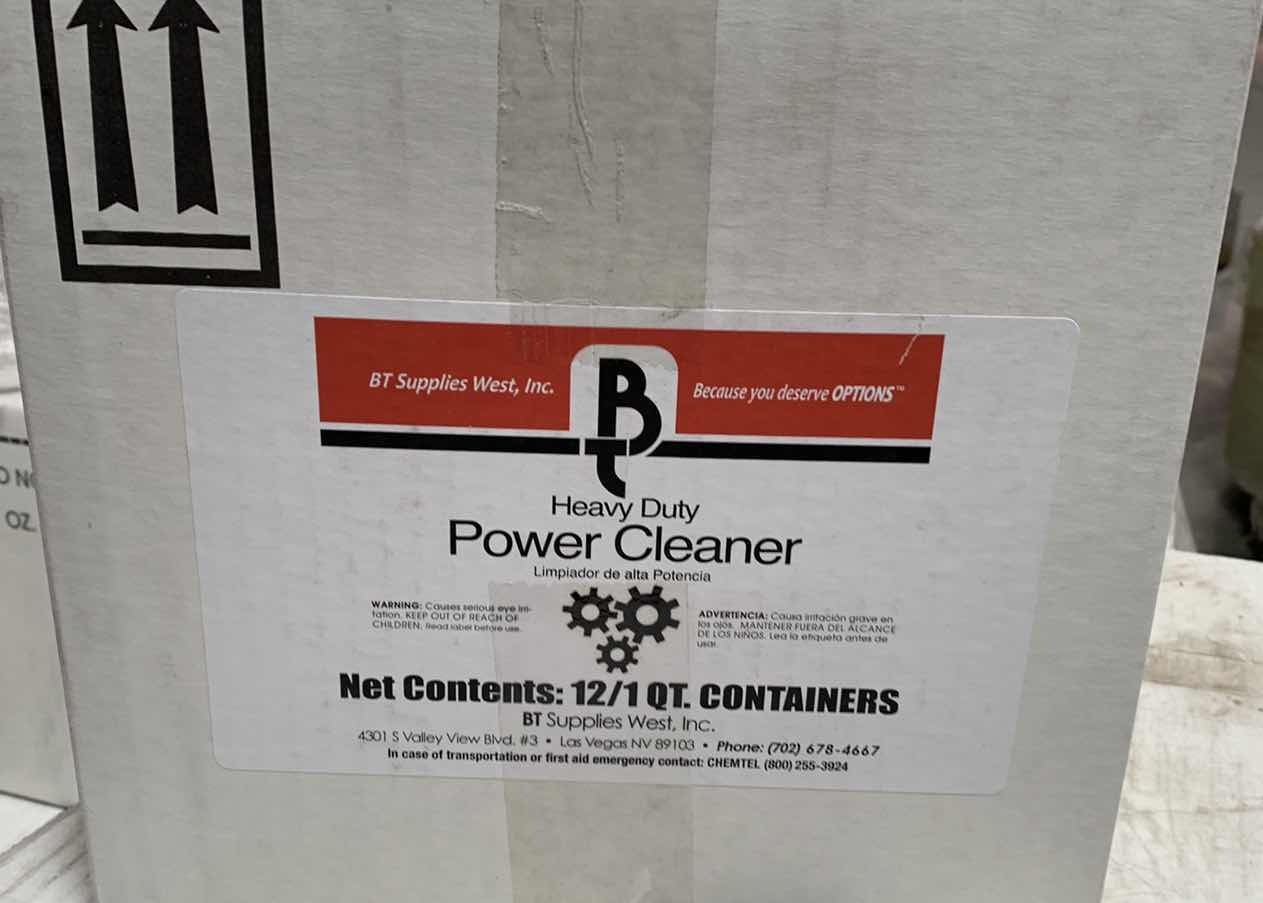 BT Supplies West, Inc.
Bt
Because you deserve OPTIONS™
Heavy Duty
Power Cleaner
Limpiador de alta Potencia
WARNING: Causes serious eye irri-
tation. KEEP OUT OF REACH OF
CHILDREN. Read label before use.
ADVERTENCIA: Causa irritación grave en
los ojos. MANTENER FUERA DEL ALCANCE
DE LOS NIÑOS. Lea la etiqueta antes de
usar.
Net Contents: 12/1 QT. CONTAINERS
BT Supplies West, Inc.
4301 S Valley View Blvd. #3 • Las Vegas NV 89103 • Phone: (702) 678-4667
In case of transportation or first aid emergency contact: CHEMTEL (800) 255-3924
OZ